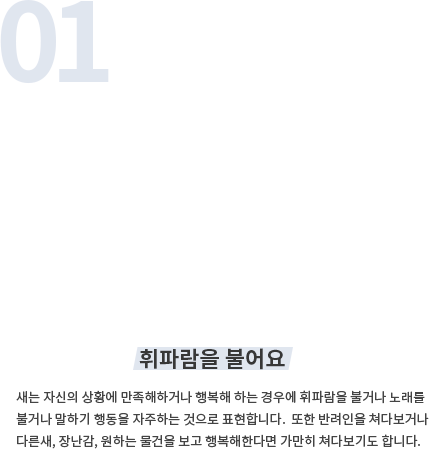 01
휘파람을 불어요
새는 자신의 상황에 만족해하거나 행복해 하는 경우에 휘파람을 불거나 노래를
불거나 말하기 행동을 자주하는 것으로 표현합니다. 또한 반려인을 쳐다보거나
다른새, 장난감, 원하는 물건을 보고 행복해한다면 가만히 쳐다보기도 합니다.